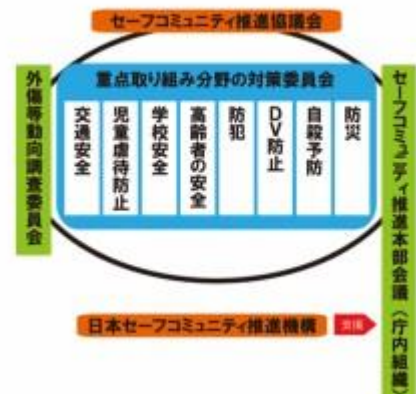 セーフコミュニティ推進協議会
外傷等動向調査委員会
重点取り組み分野の対策委員会
交通安全
児童虐待防止
学校安全
高齢者の安全
防犯
DV防止
自殺予防
防災
セーフコミュニティ推進本部会議（庁内組織）
日本セーフコミュニティ推進機構
支援